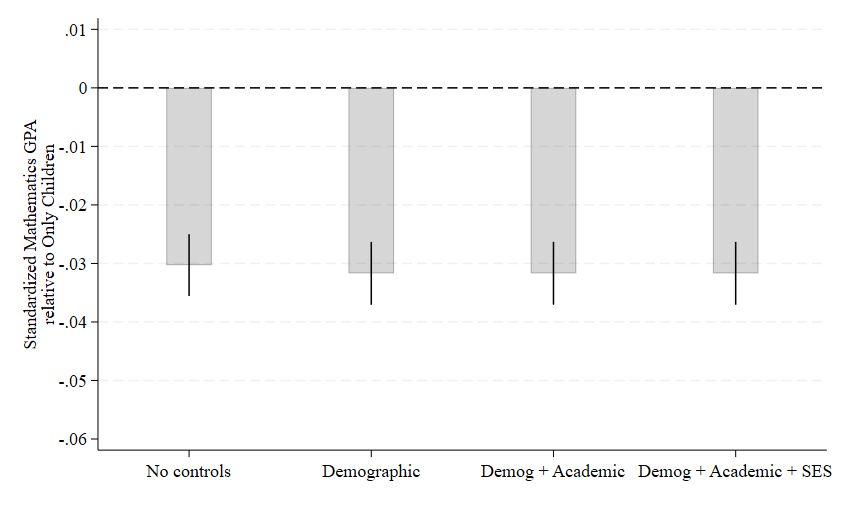 Standardized Mathematics GPA
relative to Only Children
.01
0
-.01
-.02
-.03
-.04
-.05
-.06
No controls
Demographic
Demog + Academic
Demog + Academic + SES